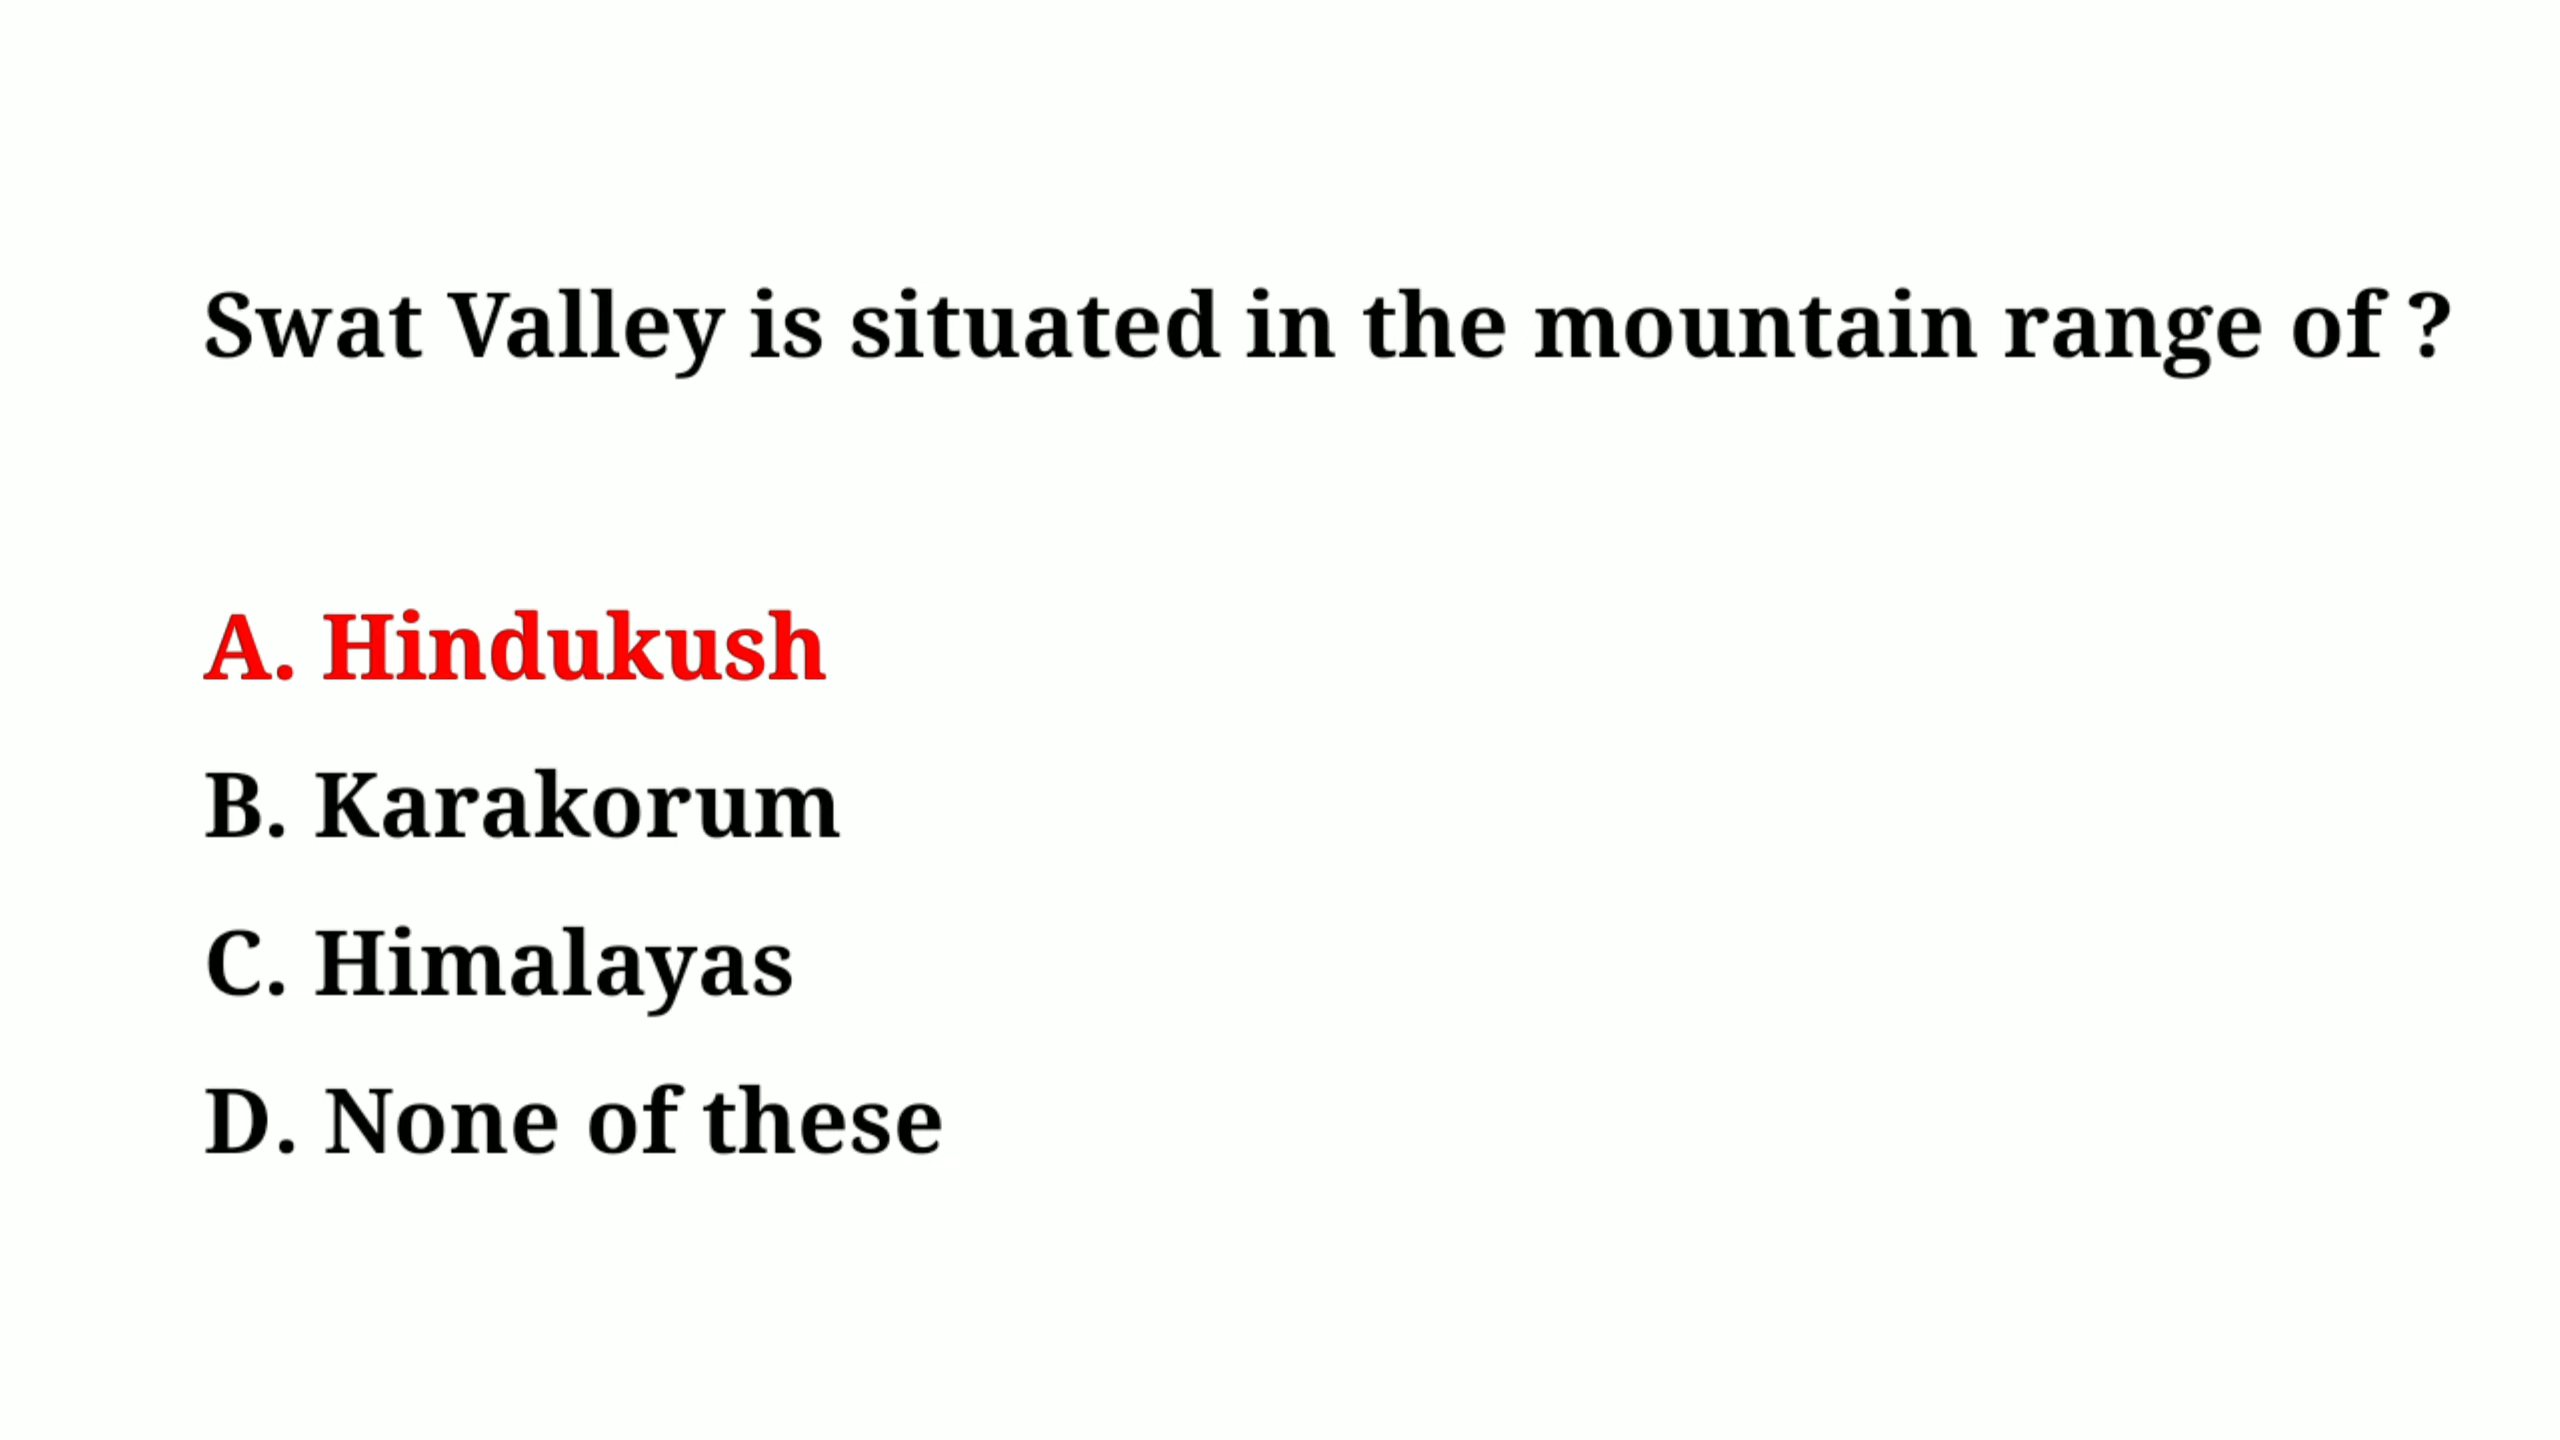 Swat Valley is situated in the mountain range of ?
A. Hindukush
B. Karakorum
C. Himalayas
D. None of these